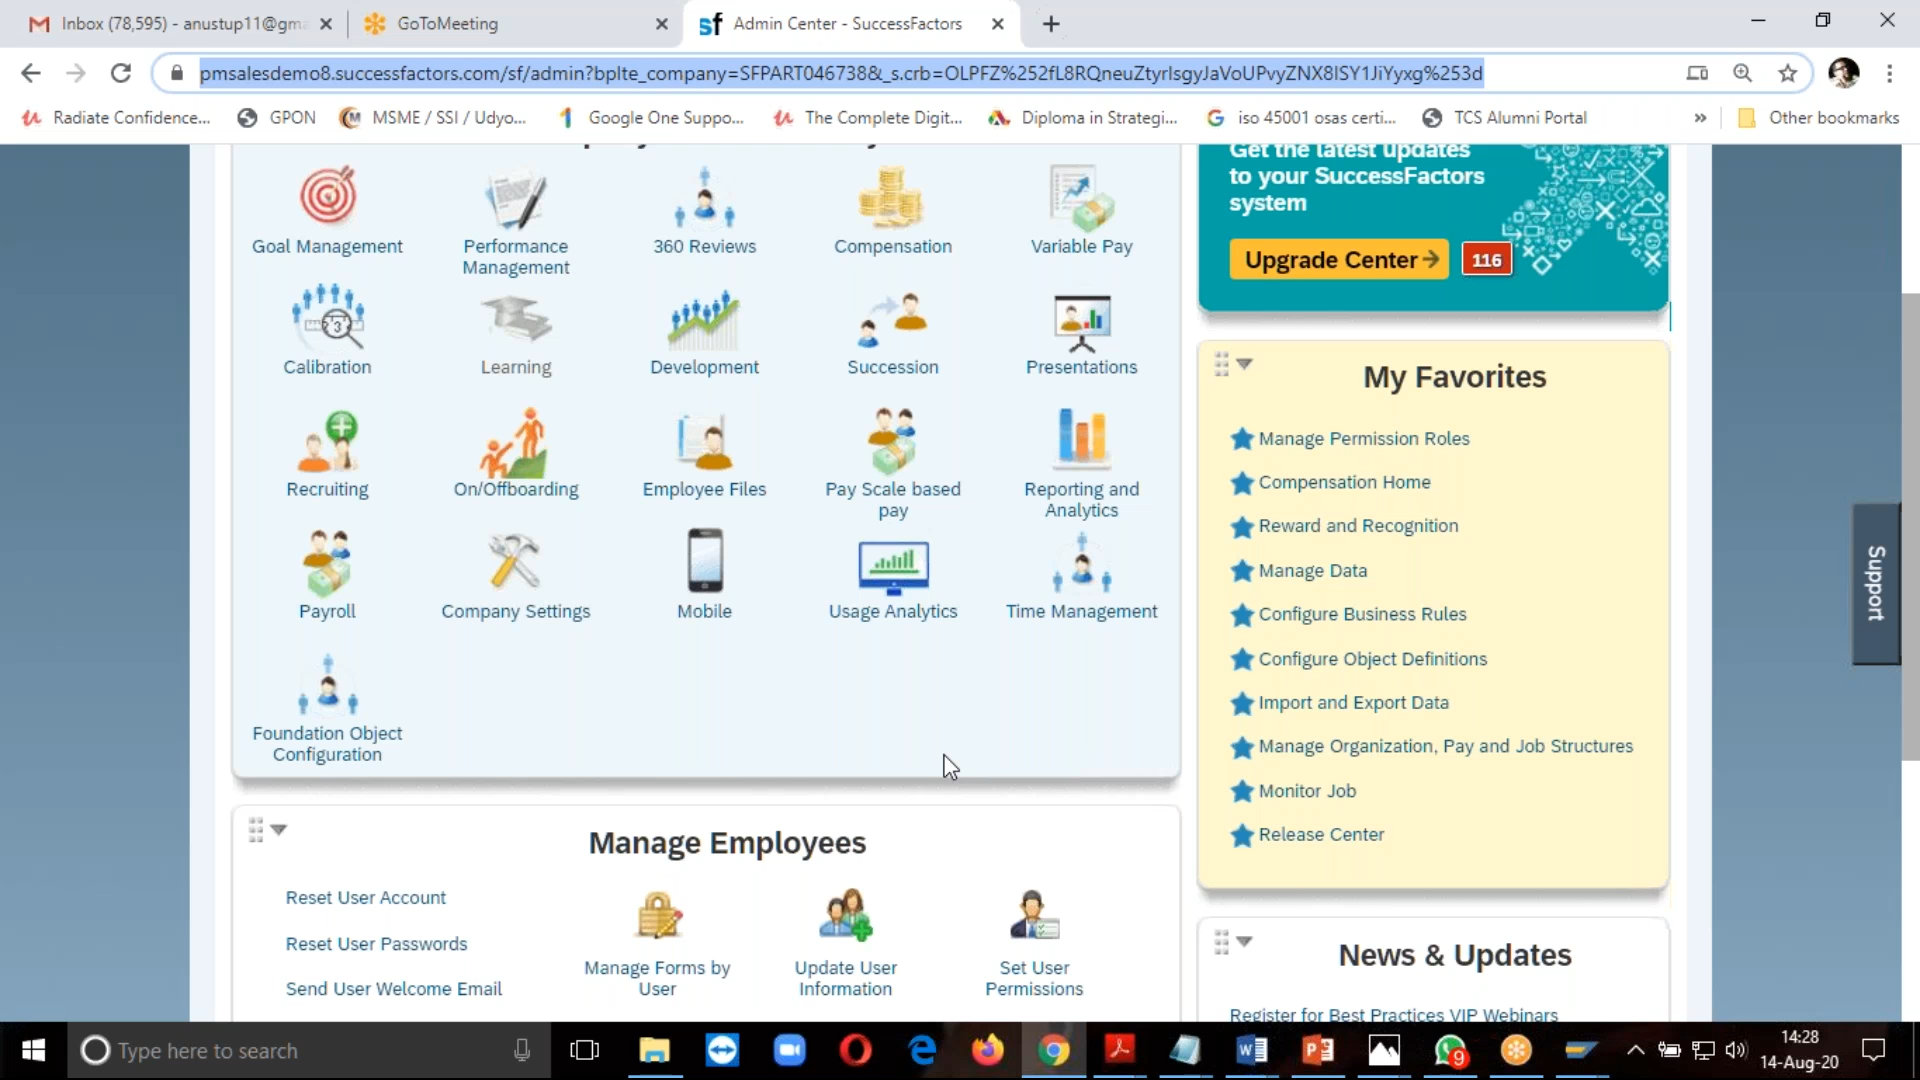 Inbox (78,595) - anustup11@gma
GoToMeeting
sf Admin Center - SuccessFactors
pmsalesdemo8.successfactors.com/sf/admin?bplte_company=SFPART046738&_s.crb=OLPFZ%252fL8RQneuZtyrIsgyJaVoUPvyZNX8ISY1JiYyxg%253d
Radiate Confidence...
GPON
MSME / SSI / Udyo...
Google One Suppo...
The Complete Digit...
Diploma in Strategi...
iso 45001 osas certi...
TCS Alumni Portal
»
Other bookmarks
Goal Management
Performance
Management
360 Reviews
Compensation
Variable Pay
Calibration
Learning
Development
Succession
Presentations
Recruiting
On/Offboarding
Employee Files
Pay Scale based
pay
Reporting and
Analytics
Payroll
Company Settings
Mobile
Usage Analytics
Time Management
Foundation Object
Configuration
Get the latest updates
to your SuccessFactors
system
Upgrade Center
116
My Favorites
Manage Permission Roles
Compensation Home
Reward and Recognition
Manage Data
Configure Business Rules
Configure Object Definitions
Import and Export Data
Manage Organization, Pay and Job Structures
Monitor Job
Release Center
Support
Manage Employees
Reset User Account
Reset User Passwords
Send User Welcome Email
Manage Forms by
User
Update User
Information
Set User
Permissions
News & Updates
Register for Best Practices VIP Webinars
Type here to search
9
14:28
14-Aug-20